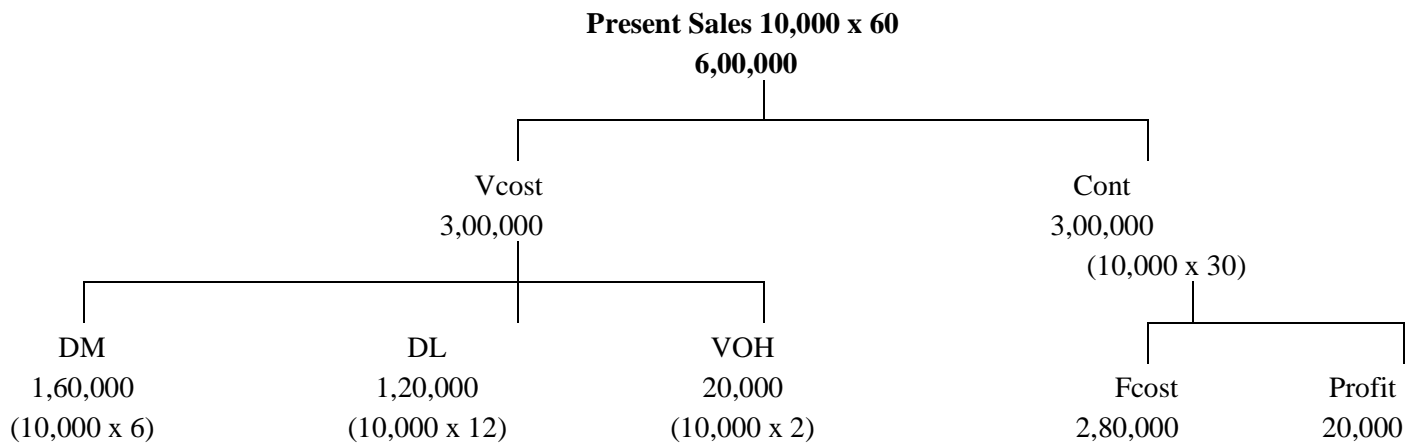 Present Sales 10,000 x 60
6,00,000
Vcost Cont
3,00,000 3,00,000
(10,000 x 30)
DM DL VOH
1,60,000 1,20,000 20,000 Fcost Profit
(10,000 x 6) (10,000 x 12) (10,000 x 2) 2,80,000 20,000